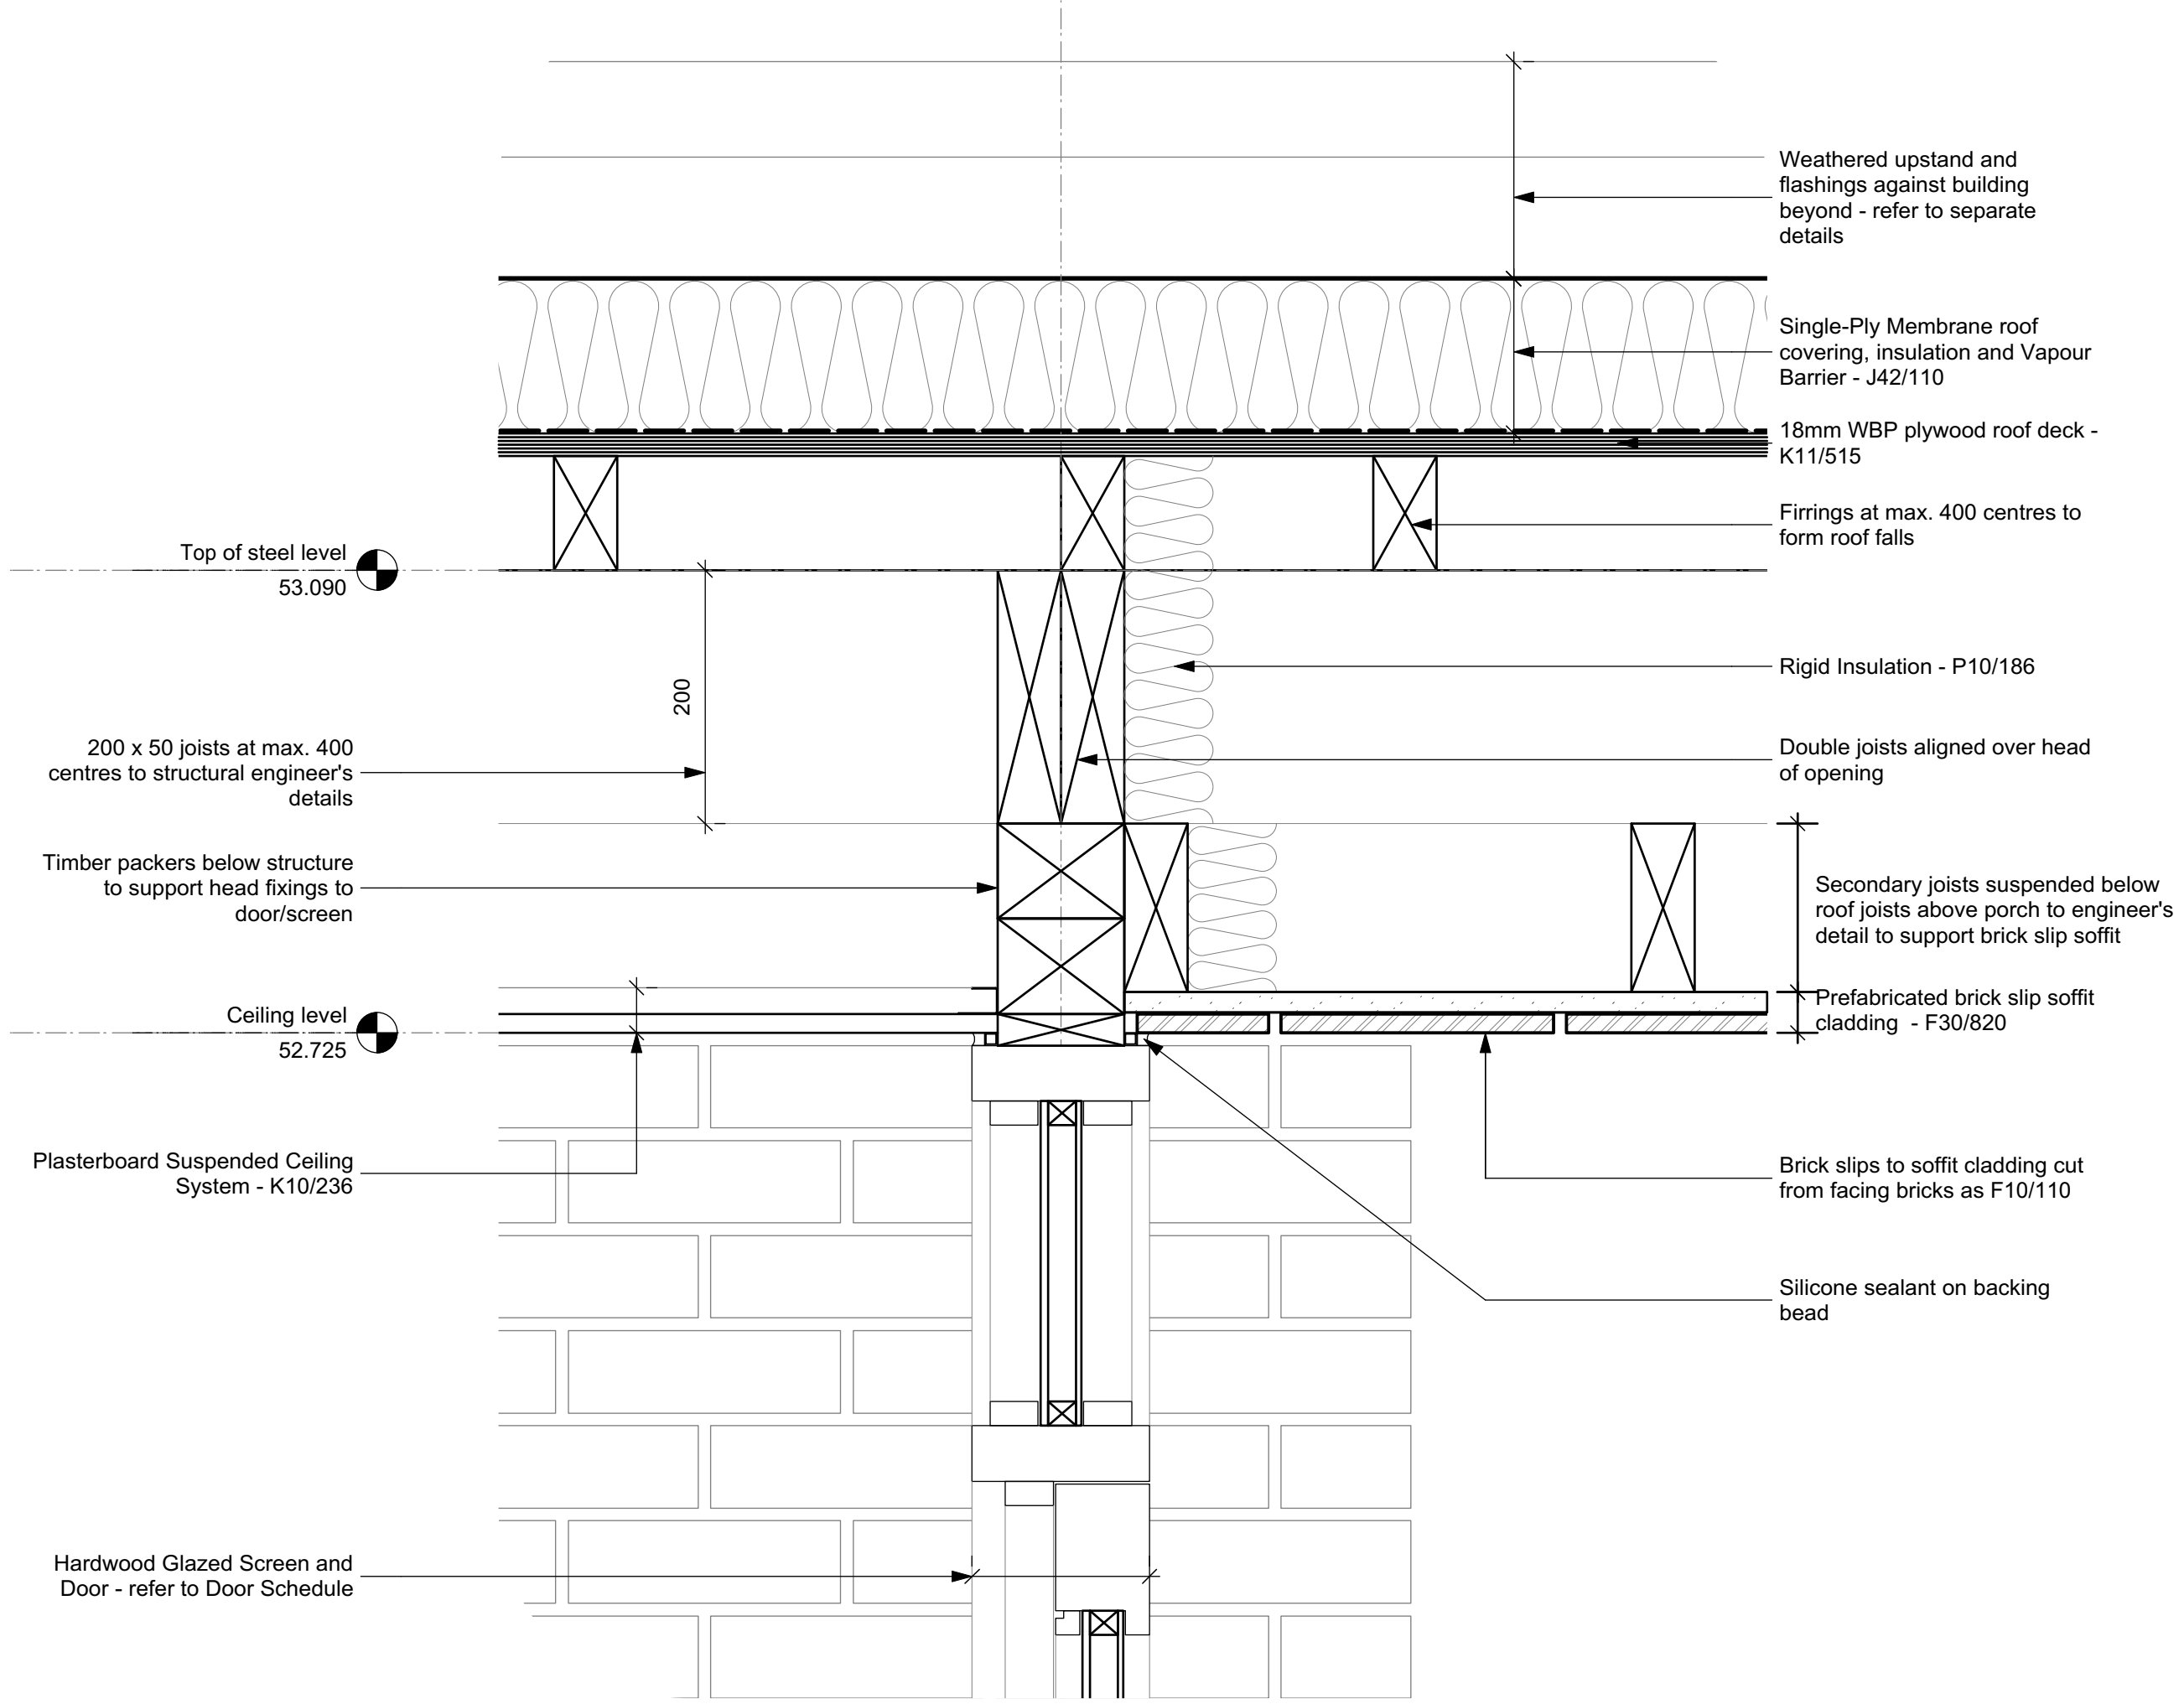 Weathered upstand and
flashings against building
beyond - refer to separate
details
Single-Ply Membrane roof
covering, insulation and Vapour
Barrier - J42/110
18mm WBP plywood roof deck -
K11/515
Firrings at max. 400 centres to
form roof falls
Top of steel level
53.090
200
Rigid Insulation - P10/186
200 x 50 joists at max. 400
centres to structural engineer's
details
Double joists aligned over head
of opening
Timber packers below structure
to support head fixings to
door/screen
Secondary joists suspended below
roof joists above porch to engineer's
detail to support brick slip soffit
Ceiling level
52.725
Prefabricated brick slip soffit
cladding - F30/820
Plasterboard Suspended Ceiling
System - K10/236
Brick slips to soffit cladding cut
from facing bricks as F10/110
Silicone sealant on backing
bead
Hardwood Glazed Screen and
Door - refer to Door Schedule